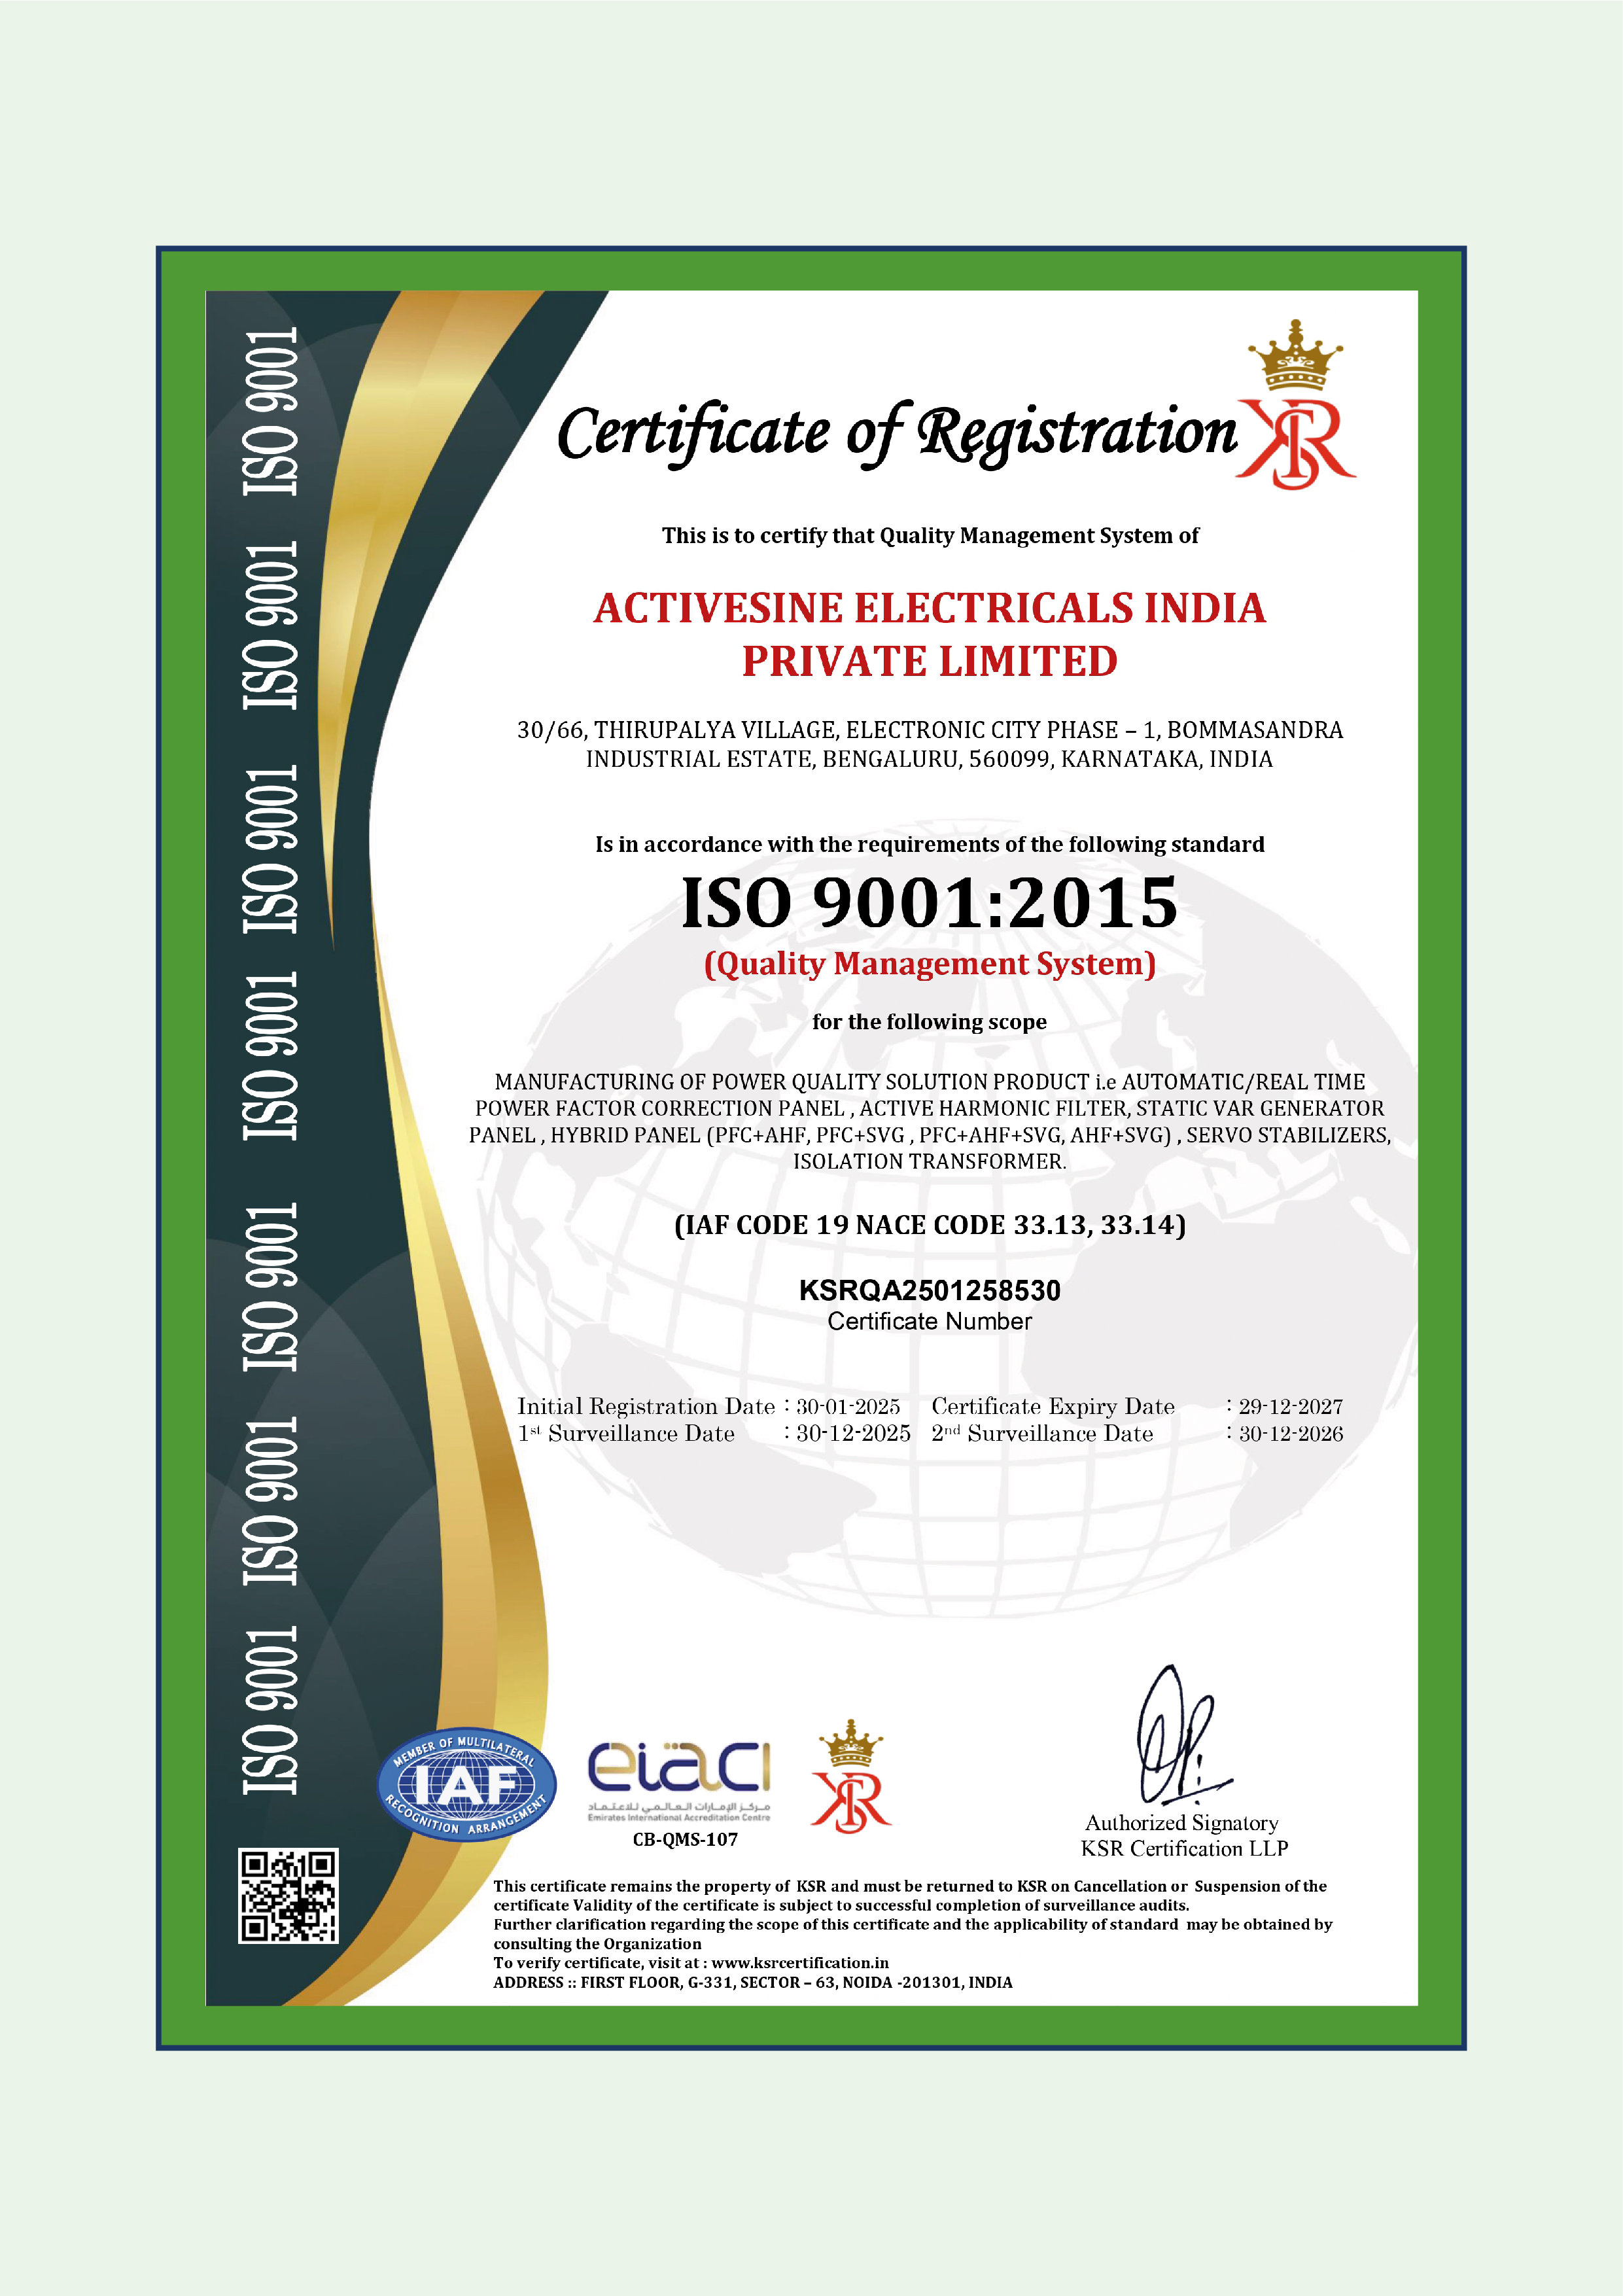 Certificate of Registration
KSR
This is to certify that Quality Management System of
ACTIVESINE ELECTRICALS INDIA
PRIVATE LIMITED
30/66, THIRUPALYA VILLAGE, ELECTRONIC CITY PHASE – 1, BOMMASANDRA
INDUSTRIAL ESTATE, BENGALURU, 560099, KARNATAKA, INDIA
Is in accordance with the requirements of the following standard
ISO 9001:2015
(Quality Management System)
for the following scope
MANUFACTURING OF POWER QUALITY SOLUTION PRODUCT i.e AUTOMATIC/REAL TIME
POWER FACTOR CORRECTION PANEL , ACTIVE HARMONIC FILTER, STATIC VAR GENERATOR
PANEL , HYBRID PANEL (PFC+AHF, PFC+SVG , PFC+AHF+SVG, AHF+SVG) , SERVO STABILIZERS,
ISOLATION TRANSFORMER.
(IAF CODE 19 NACE CODE 33.13, 33.14)
KSRQA2501258530
Certificate Number
Initial Registration Date : 30-01-2025 Certificate Expiry Date : 29-12-2027
1st Surveillance Date : 30-12-2025 2nd Surveillance Date : 30-12-2026
ISO 9001 ISO 9001 ISO 9001 ISO 9001 ISO 9001 ISO 9001 ISO 9001
MEMBER OF MULTILATERAL
IAF
RECOGNITION ARRANGEMENT
eiaci
مركز الإمارات العالمي للاعتماد
Emirates International Accreditation Centre
CB-QMS-107
KSR
Authorized Signatory
KSR Certification LLP
This certificate remains the property of KSR and must be returned to KSR on Cancellation or Suspension of the
certificate Validity of the certificate is subject to successful completion of surveillance audits.
Further clarification regarding the scope of this certificate and the applicability of standard may be obtained by
consulting the Organization
To verify certificate, visit at : www.ksrcertification.in
ADDRESS :: FIRST FLOOR, G-331, SECTOR – 63, NOIDA -201301, INDIA